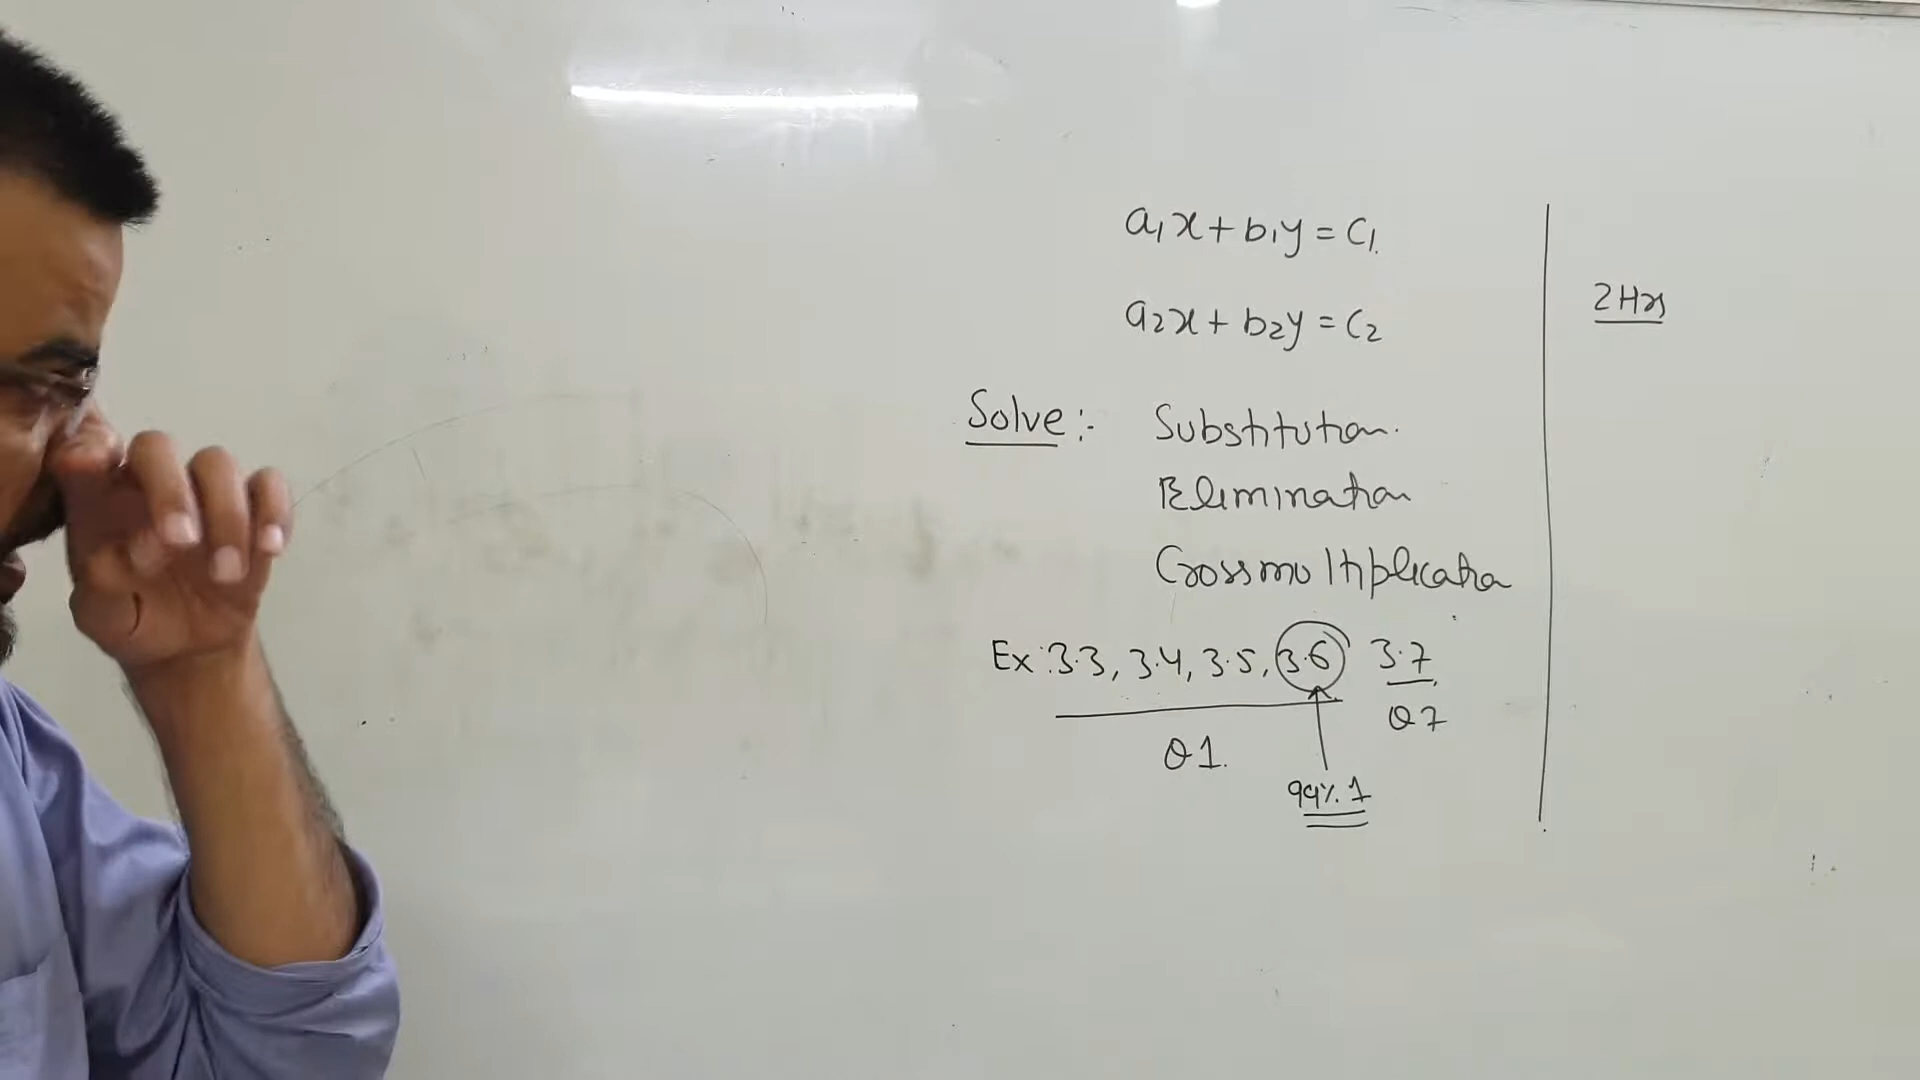 a₁x + b₁y = c₁.
a₂x + b₂y = c₂
Solve :- Substitution.
Elimination
Crossmultiplication
Ex : 3.3, 3.4, 3.5, 3.6 3.7
Q7
Q1.
99% 1
2 Hrs